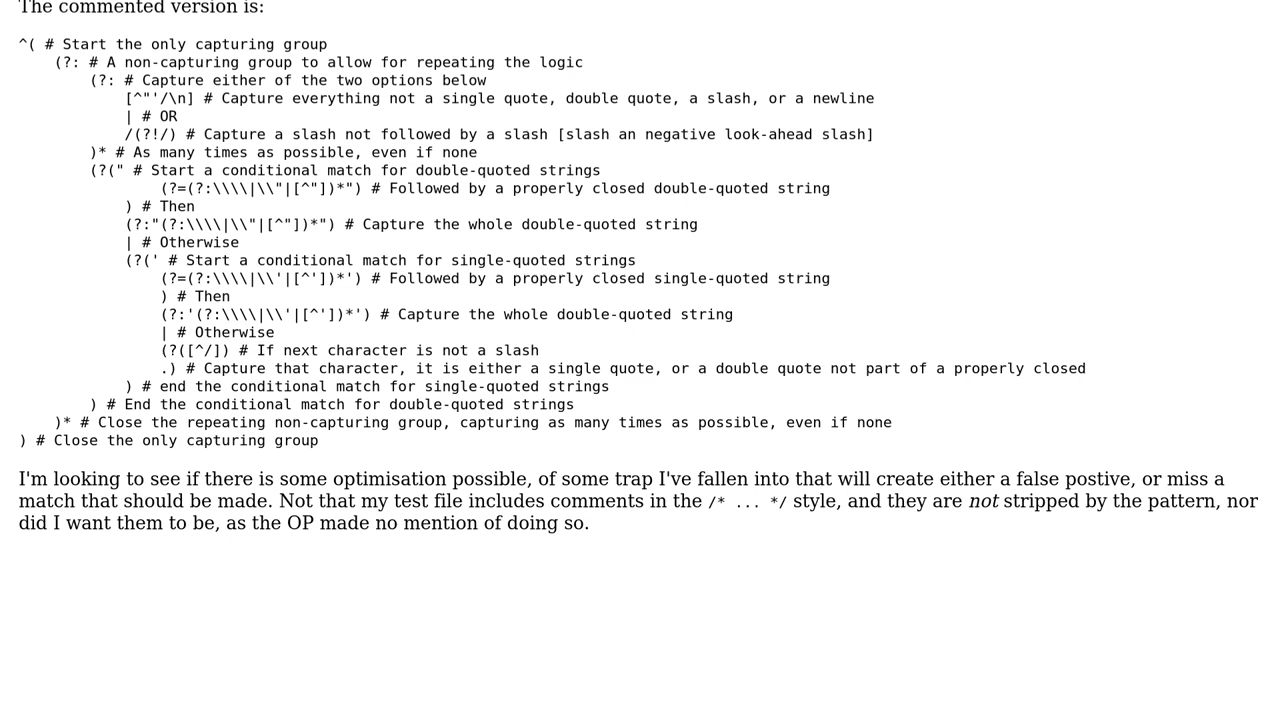 The commented version is:
^( # Start the only capturing group
    (?: # A non-capturing group to allow for repeating the logic
        (?: # Capture either of the two options below
            [^"'/\n] # Capture everything not a single quote, double quote, a slash, or a newline
            | # OR
            /(?!/) # Capture a slash not followed by a slash [slash an negative look-ahead slash]
        )* # As many times as possible, even if none
        (?(" # Start a conditional match for double-quoted strings
                (?=(?:\\\\|\\"|[^"])*") # Followed by a properly closed double-quoted string
            ) # Then
            (?:"(?:\\\\|\\"|[^"])*") # Capture the whole double-quoted string
            | # Otherwise
            (?(' # Start a conditional match for single-quoted strings
                (?=(?:\\\\|\\'|[^'])*') # Followed by a properly closed single-quoted string
                ) # Then
                (?:'(?:\\\\|\\'|[^'])*') # Capture the whole double-quoted string
                | # Otherwise
                (?([^/]) # If next character is not a slash
                .) # Capture that character, it is either a single quote, or a double quote not part of a properly closed
            ) # end the conditional match for single-quoted strings
        ) # End the conditional match for double-quoted strings
    )* # Close the repeating non-capturing group, capturing as many times as possible, even if none
) # Close the only capturing group
I'm looking to see if there is some optimisation possible, of some trap I've fallen into that will create either a false postive, or miss a
match that should be made. Not that my test file includes comments in the /* ... */ style, and they are not stripped by the pattern, nor
did I want them to be, as the OP made no mention of doing so.